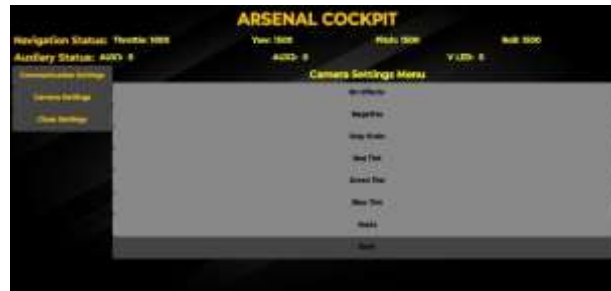 ARSENAL COCKPIT
Navigation Status: Throttle: 1000 Yaw: 1500 Pitch: 1500 Roll: 1500
Auxilery Status: AUX1: 0 AUX2: 0 V LED: 0
Communication Settings
Camera Settings Menu
Camera Settings
Close Settings
No Effects
Negative
Gray Scale
Red Tint
Green Tint
Blue Tint
Sepia
Back